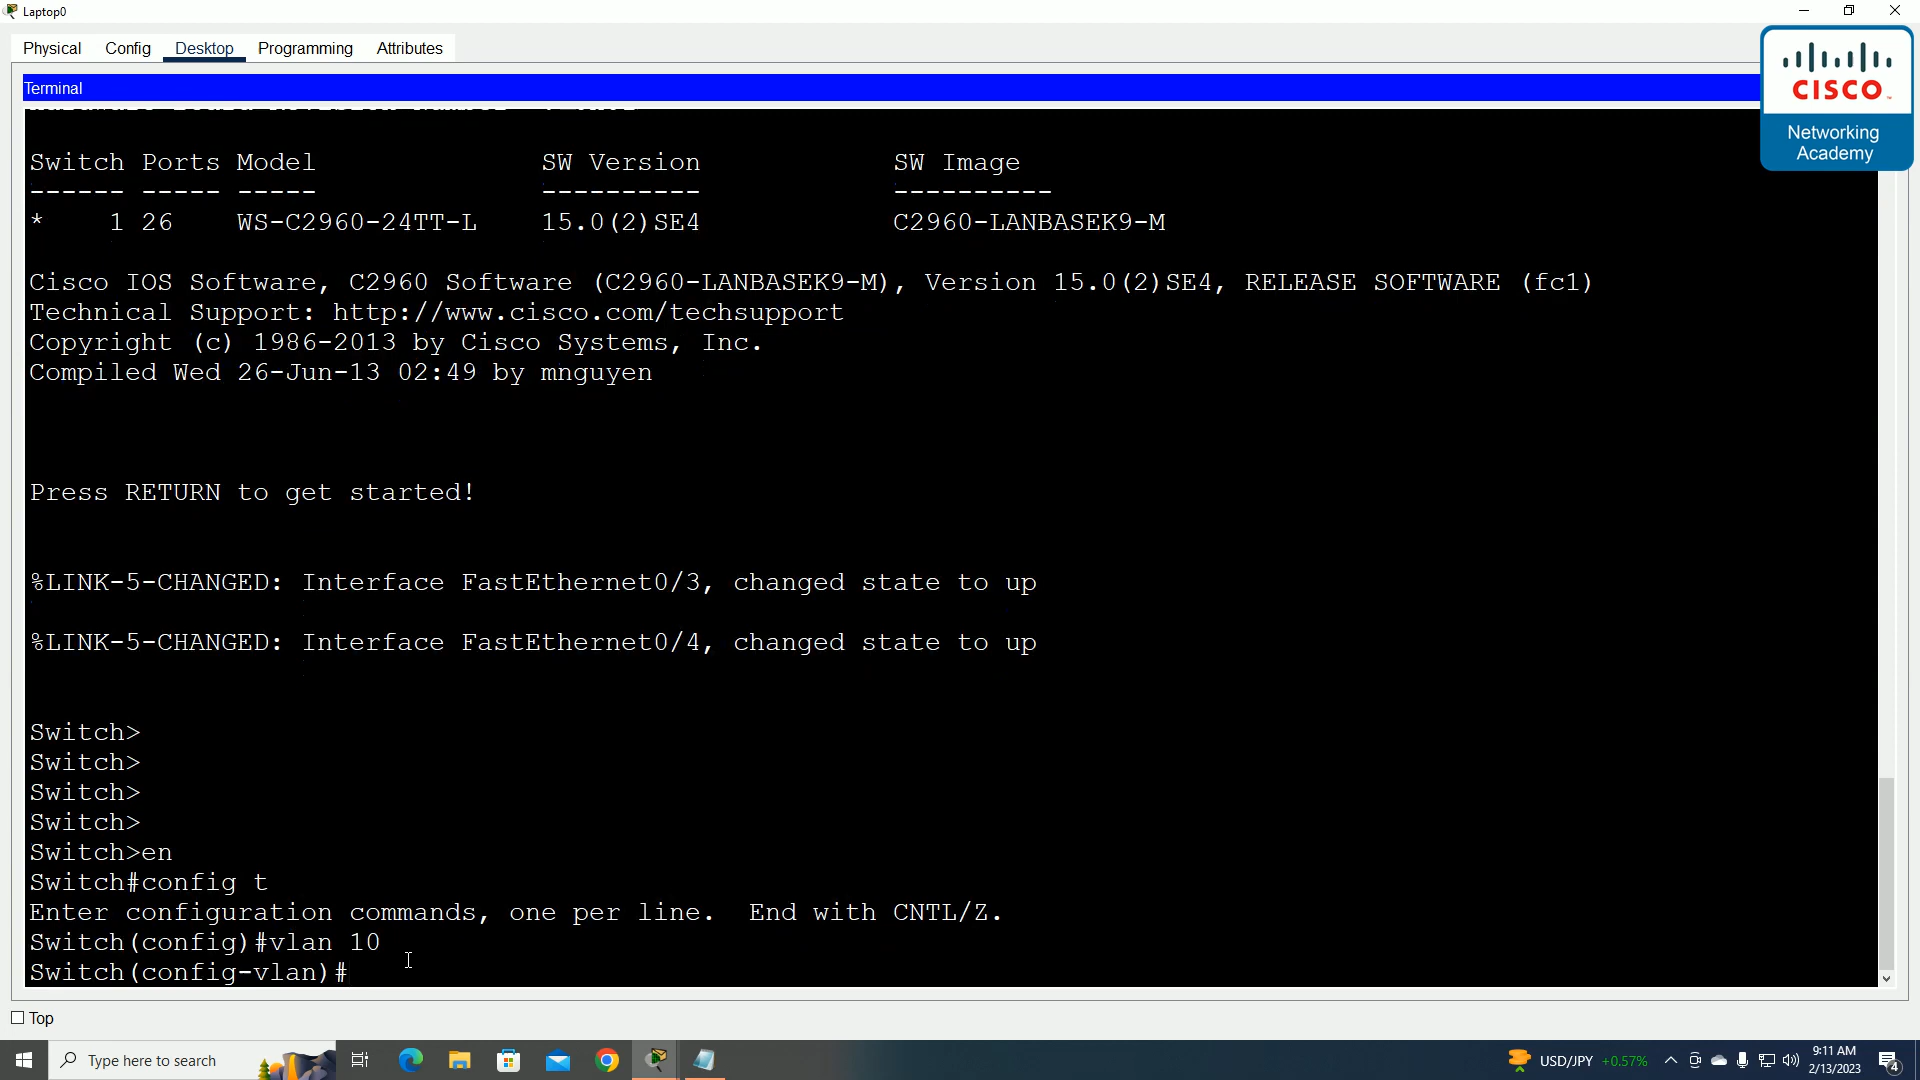 Laptop0
Physical Config Desktop Programming Attributes
CISCO
Networking
Academy
Terminal
Switch Ports Model SW Version SW Image
------ ----- ----- ---------- ----------
* 1 26 WS-C2960-24TT-L 15.0(2)SE4 C2960-LANBASEK9-M
Cisco IOS Software, C2960 Software (C2960-LANBASEK9-M), Version 15.0(2)SE4, RELEASE SOFTWARE (fc1)
Technical Support: http://www.cisco.com/techsupport
Copyright (c) 1986-2013 by Cisco Systems, Inc.
Compiled Wed 26-Jun-13 02:49 by mnguyen
Press RETURN to get started!
%LINK-5-CHANGED: Interface FastEthernet0/3, changed state to up
%LINK-5-CHANGED: Interface FastEthernet0/4, changed state to up
Switch>
Switch>
Switch>
Switch>
Switch>en
Switch#config t
Enter configuration commands, one per line. End with CNTL/Z.
Switch(config)#vlan 10
Switch(config-vlan)#
Top
Type here to search
USD/JPY +0.57%
9:11 AM
2/13/2023
4